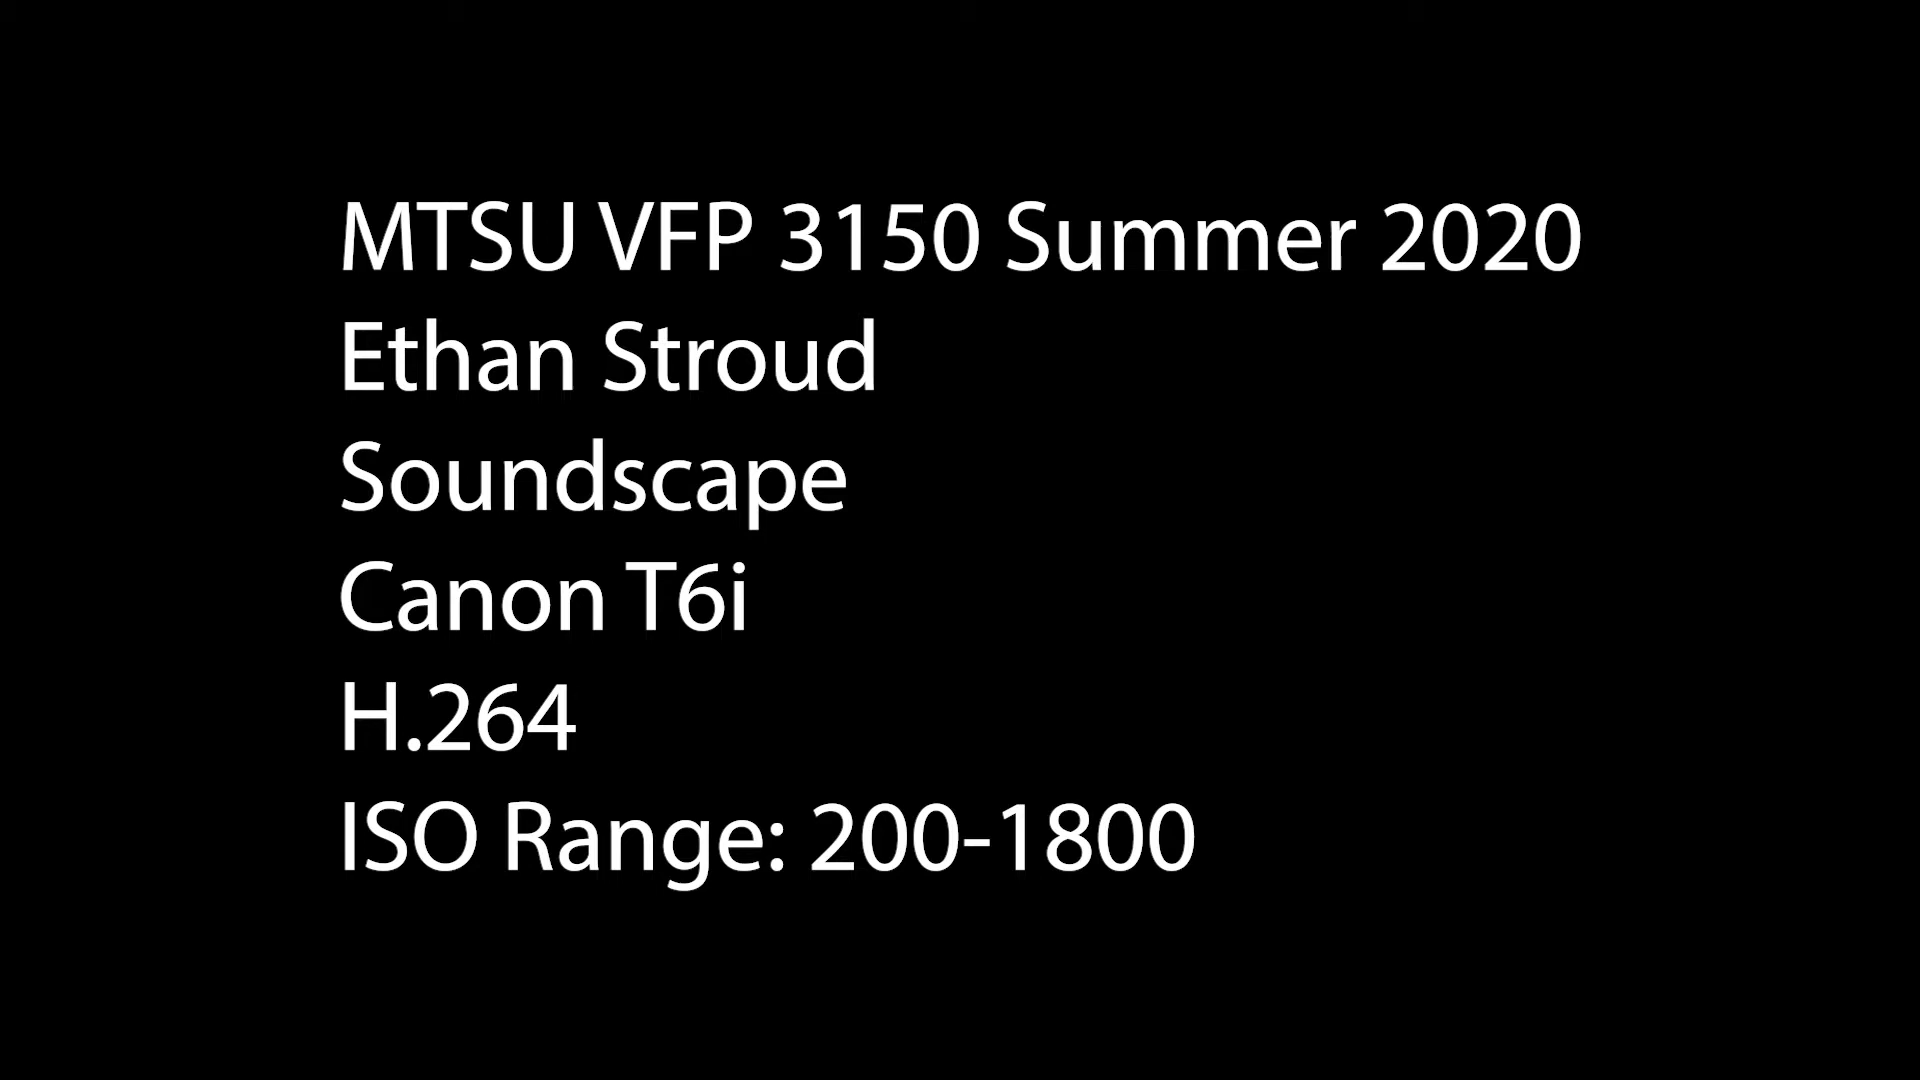 MTSU VFP 3150 Summer 2020
Ethan Stroud
Soundscape
Canon T6i
H.264
ISO Range: 200-1800